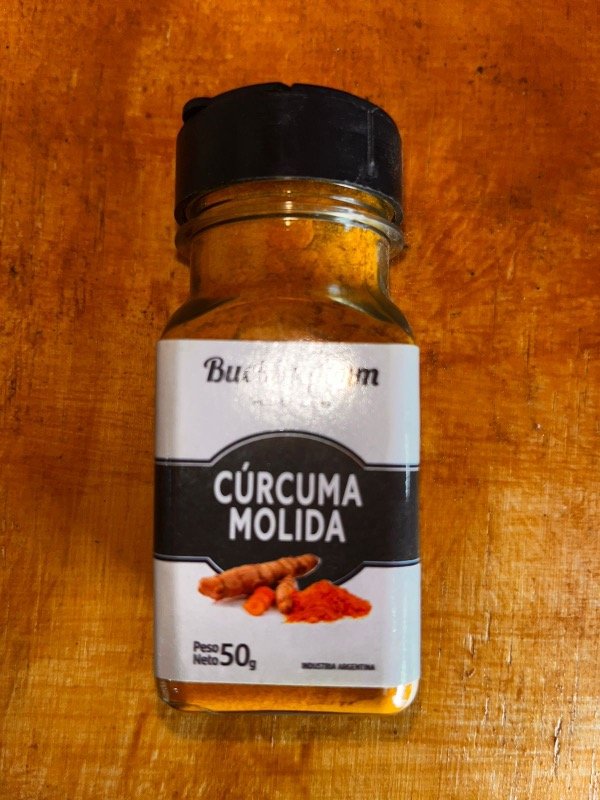 CÚRCUMA
MOLIDA
Peso
Neto 50g
INDUSTRIA ARGENTINA